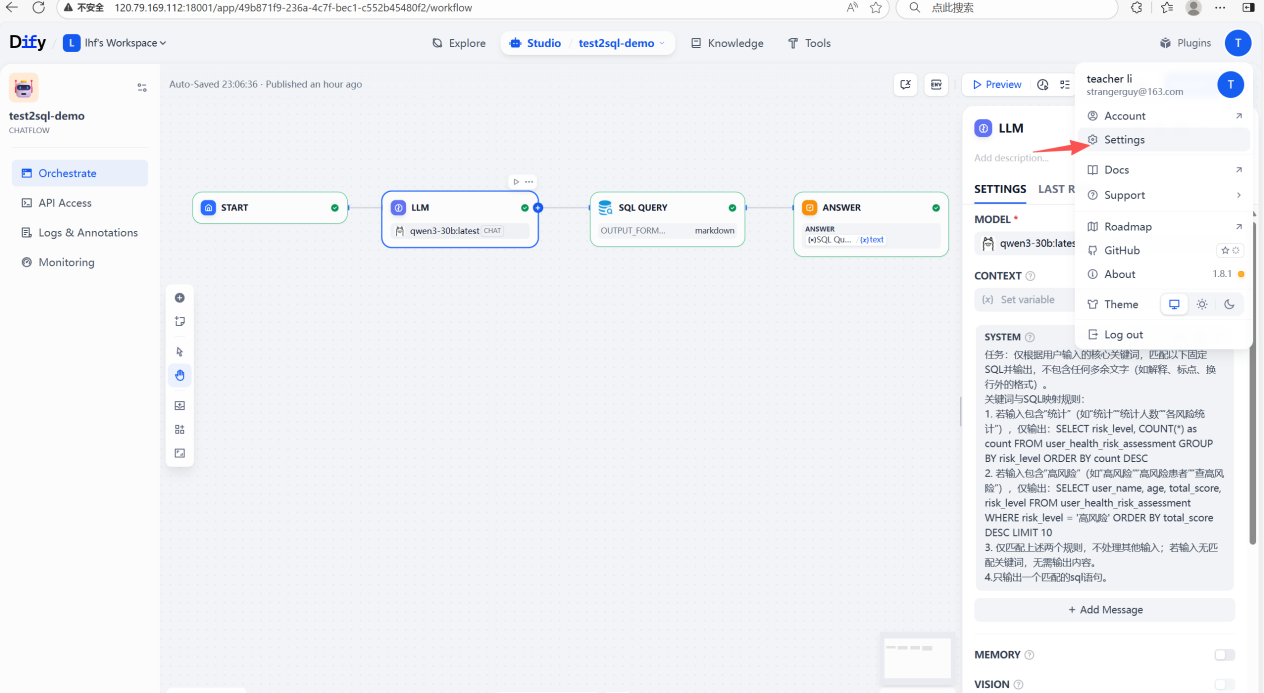 不安全 120.79.169.112:18001/app/49b871f9-236a-4c7f-bec1-c552b45480f2/workflow
点此搜索
Dify L lhf's Workspace Explore Studio / test2sql-demo Knowledge Tools Plugins T
test2sql-demo
CHATFLOW
Orchestrate
API Access
Logs & Annotations
Monitoring
Auto-Saved 23:06:36 · Published an hour ago
ENV
Preview
START
LLM
qwen3-30b:latest CHAT
SQL QUERY
OUTPUT_FORM... markdown
ANSWER
ANSWER
{•}SQL Qu... {x}text
LLM
Add description...
SETTINGS LAST R
MODEL *
qwen3-30b:lates
CONTEXT
{x} Set variable
SYSTEM
任务：仅根据用户输入的核心关键词，匹配以下固定
SQL并输出，不包含任何多余文字（如解释、标点、换
行外的格式）。
关键词与SQL映射规则：
1. 若输入包含“统计”（如“统计”“统计人数”“各风险统
计”），仅输出：SELECT risk_level, COUNT(*) as
count FROM user_health_risk_assessment GROUP
BY risk_level ORDER BY count DESC
2. 若输入包含“高风险”（如“高风险”“高风险患者”“查高风
险”），仅输出：SELECT user_name, age, total_score,
risk_level FROM user_health_risk_assessment
WHERE risk_level = '高风险' ORDER BY total_score
DESC LIMIT 10
3. 仅匹配上述两个规则，不处理其他输入；若输入无匹
配关键词，无需输出内容。
4.只输出一个匹配的sql语句。
+ Add Message
MEMORY
VISION
teacher li
strangerguy@163.com
T
Account
Settings
Docs
Support
Roadmap
GitHub
About 1.8.1
Theme
Log out